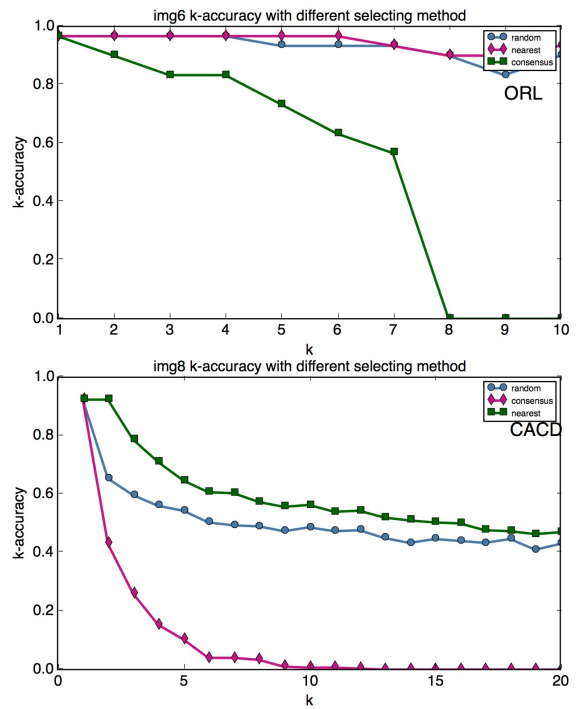 img6 k-accuracy with different selecting method
1.0
0.8
0.6
0.4
0.2
0.0
k-accuracy
random
nearest
consensus
ORL
1 2 3 4 5 6 7 8 9 10
k
img8 k-accuracy with different selecting method
1.0
0.8
0.6
0.4
0.2
0.0
k-accuracy
random
consensus
nearest
CACD
0 5 10 15 20
k